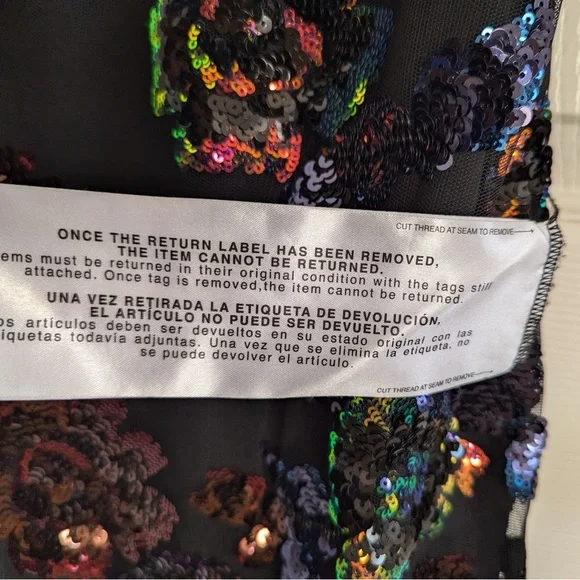 CUT THREAD AT SEAM TO REMOVE
ONCE THE RETURN LABEL HAS BEEN REMOVED,
THE ITEM CANNOT BE RETURNED.
must be returned in their original condition with the tags still
attached. Once tag is removed,the item cannot be returned.
UNA VEZ RETIRADA LA ETIQUETA DE DEVOLUCIÓN,
EL ARTÍCULO NO PUEDE SER DEVUELTO.
artículos deben ser devueltos en su estado original con las
todavía adjuntas. Una vez que se elimina la etiqueta, no
se puede devolver el artículo.
CUT THREAD AT SEAM TO REMOVE